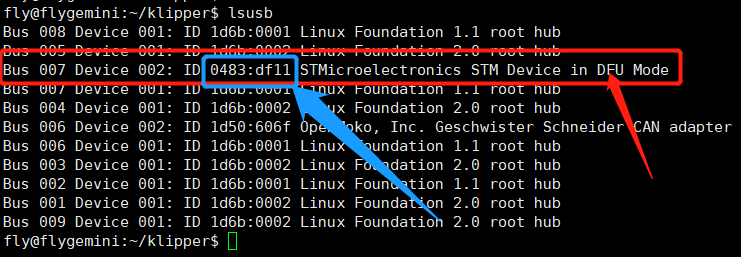 fly@flygemini:~/klipper$ lsusb
Bus 008 Device 001: ID 1d6b:0001 Linux Foundation 1.1 root hub
Bus 005 Device 001: ID 1d6b:0002 Linux Foundation 2.0 root hub
Bus 007 Device 002: ID 0483:df11 STMicroelectronics STM Device in DFU Mode
Bus 007 Device 001: ID 1d6b:0001 Linux Foundation 1.1 root hub
Bus 004 Device 001: ID 1d6b:0002 Linux Foundation 2.0 root hub
Bus 006 Device 002: ID 1d50:606f OpenMoko, Inc. Geschwister Schneider CAN adapter
Bus 006 Device 001: ID 1d6b:0001 Linux Foundation 1.1 root hub
Bus 003 Device 001: ID 1d6b:0002 Linux Foundation 2.0 root hub
Bus 002 Device 001: ID 1d6b:0001 Linux Foundation 1.1 root hub
Bus 001 Device 001: ID 1d6b:0002 Linux Foundation 2.0 root hub
Bus 009 Device 001: ID 1d6b:0002 Linux Foundation 2.0 root hub
fly@flygemini:~/klipper$